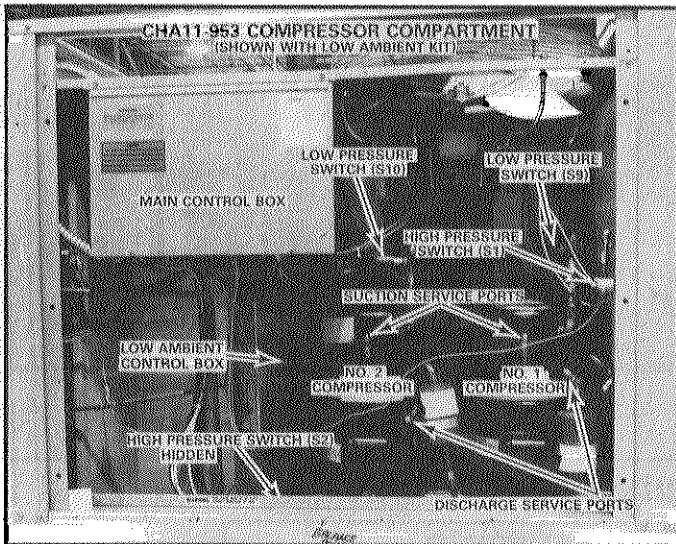 CHA11-953 COMPRESSOR COMPARTMENT
(SHOWN WITH LOW AMBIENT KIT)
LOW PRESSURE
SWITCH (S10)
LOW PRESSURE
SWITCH (S9)
MAIN CONTROL BOX
HIGH PRESSURE
SWITCH (S1)
SUCTION SERVICE PORTS
LOW AMBIENT
CONTROL BOX
NO. 2
COMPRESSOR
NO. 1
COMPRESSOR
HIGH PRESSURE SWITCH (S2)
HIDDEN
DISCHARGE SERVICE PORTS